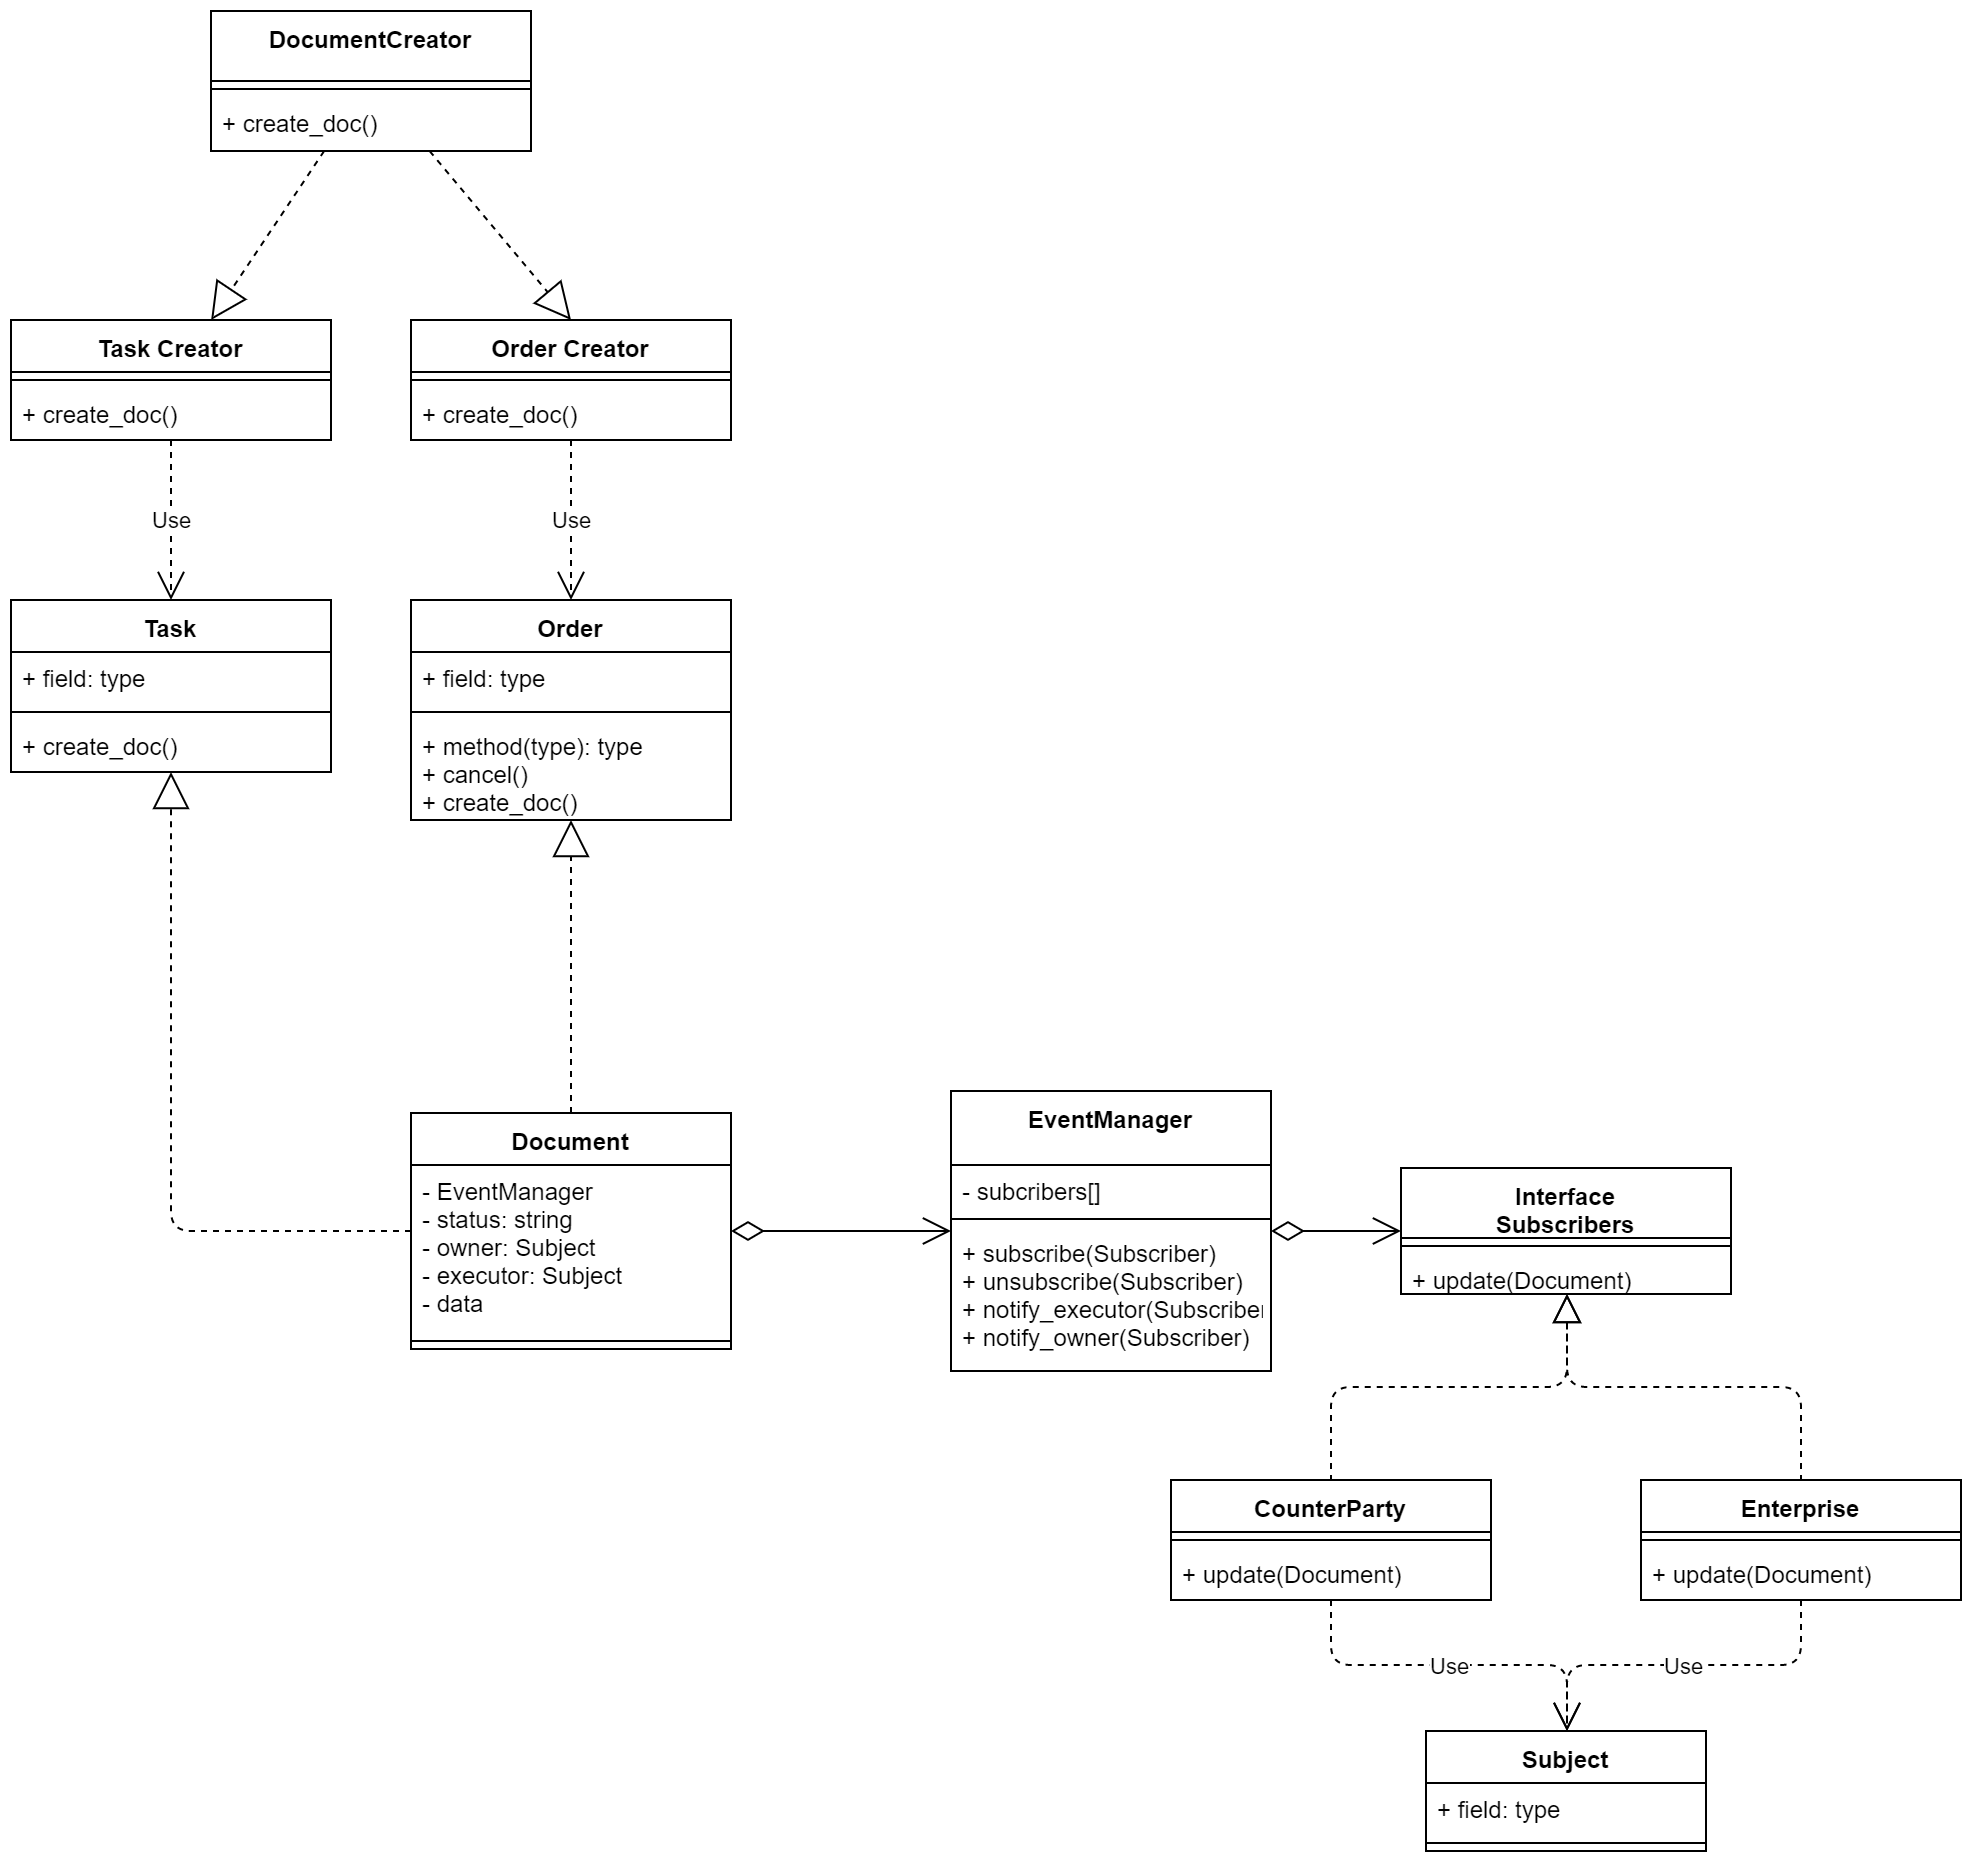 DocumentCreator
+ create_doc()
Task Creator
+ create_doc()
Order Creator
+ create_doc()
Use
Use
Task
+ field: type
+ create_doc()
Order
+ field: type
+ method(type): type
+ cancel()
+ create_doc()
Document
- EventManager
- status: string
- owner: Subject
- executor: Subject
- data
EventManager
- subcribers[]
+ subscribe(Subscriber)
+ unsubscribe(Subscriber)
+ notify_executor(Subscriber
+ notify_owner(Subscriber)
Interface
Subscribers
+ update(Document)
CounterParty
+ update(Document)
Enterprise
+ update(Document)
Use
Use
Subject
+ field: type